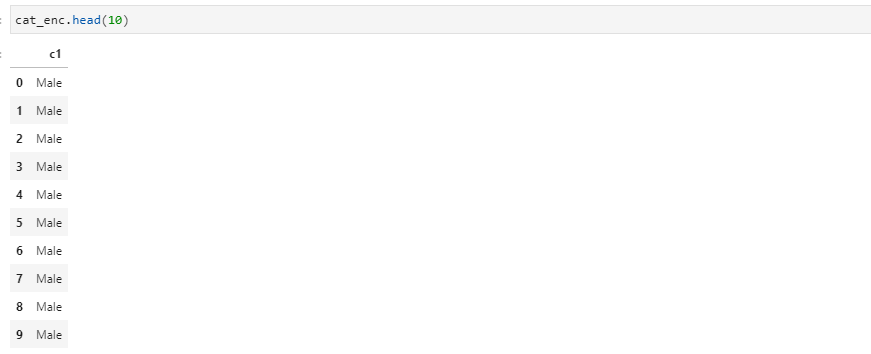 cat_enc.head(10)
c1
0 Male
1 Male
2 Male
3 Male
4 Male
5 Male
6 Male
7 Male
8 Male
9 Male